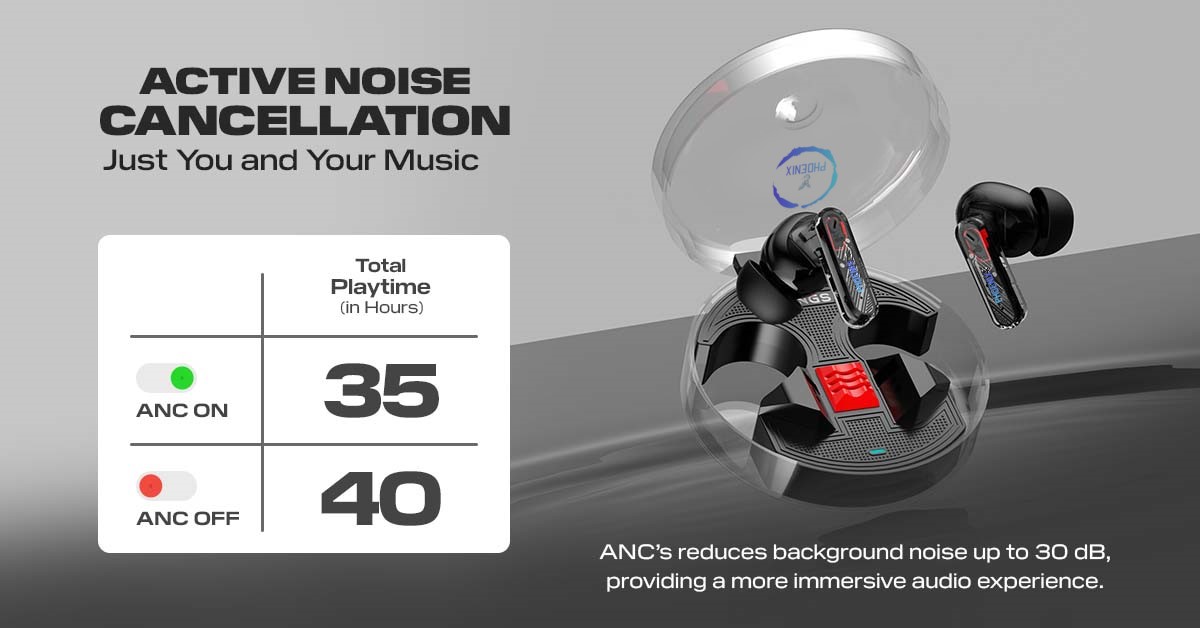 ACTIVE NOISE
CANCELLATION
Just You and Your Music
Total
Playtime
(in Hours)
ANC ON
35
ANC OFF
40
PHOENIX
NGS
ANC's reduces background noise up to 30 dB,
providing a more immersive audio experience.